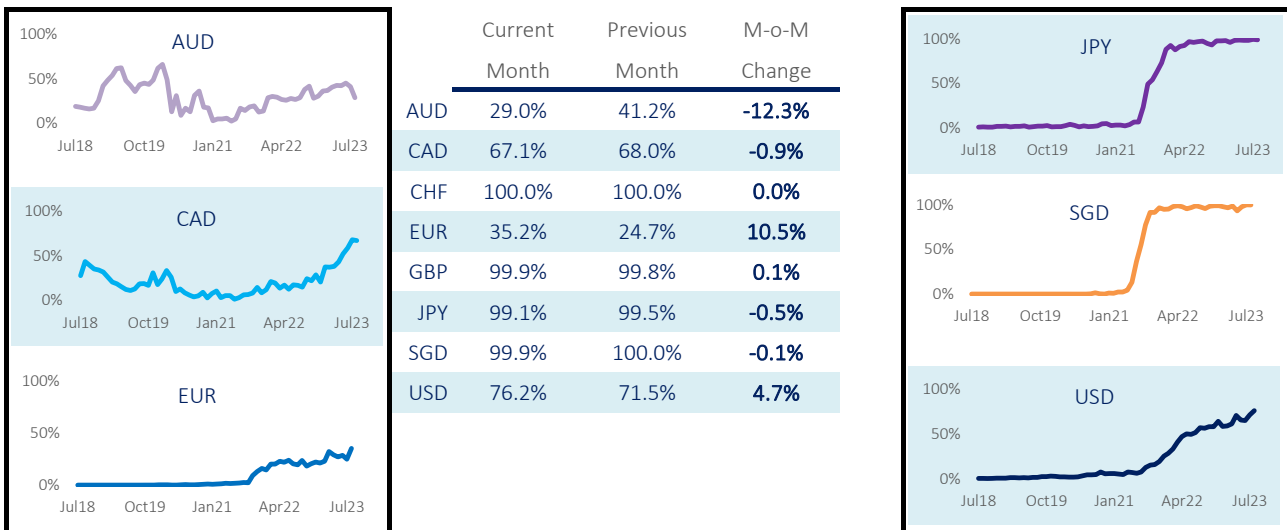 AUD
100%
50%
0%
Jul18 Oct19 Jan21 Apr22 Jul23
CAD
100%
50%
0%
Jul18 Oct19 Jan21 Apr22 Jul23
EUR
100%
50%
0%
Jul18 Oct19 Jan21 Apr22 Jul23
Current Previous M-o-M
Month Month Change
AUD 29.0% 41.2% -12.3%
CAD 67.1% 68.0% -0.9%
CHF 100.0% 100.0% 0.0%
EUR 35.2% 24.7% 10.5%
GBP 99.9% 99.8% 0.1%
JPY 99.1% 99.5% -0.5%
SGD 99.9% 100.0% -0.1%
USD 76.2% 71.5% 4.7%
JPY
100%
50%
0%
Jul18 Oct19 Jan21 Apr22 Jul23
SGD
100%
50%
0%
Jul18 Oct19 Jan21 Apr22 Jul23
USD
100%
50%
0%
Jul18 Oct19 Jan21 Apr22 Jul23